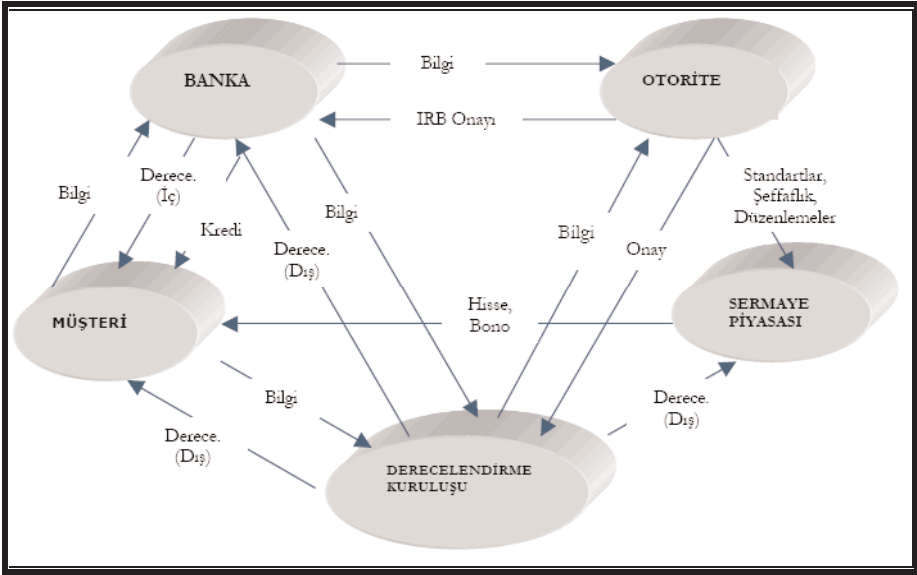 BANKA
Bilgi
OTORİTE
IRB Onayı
Bilgi
Derece.
(İç)
Kredi
Bilgi
Derece.
(Dış)
Bilgi
Onay
Standartlar,
Şeffaflık,
Düzenlemeler
MÜŞTERİ
Hisse,
Bono
SERMAYE
PİYASASI
Bilgi
Derece.
(Dış)
Derece.
(Dış)
DERECELENDİRME
KURULUŞU